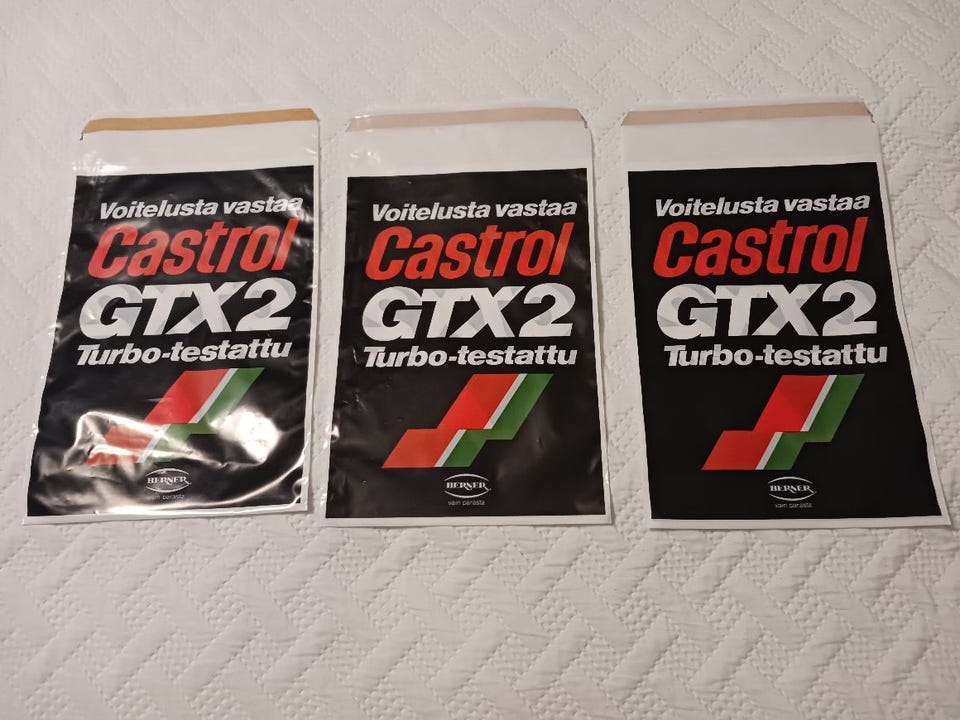 Voitelusta vastaa
Castrol
GTX2
Turbo-testattu
BERNER
vain parasta
Voitelusta vastaa
Castrol
GTX2
Turbo-testattu
BERNER
vain parasta
Voitelusta vastaa
Castrol
GTX2
Turbo-testattu
BERNER
vain parasta